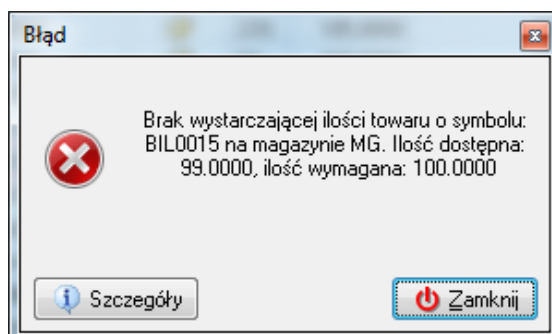 Błąd
Brak wystarczającej ilości towaru o symbolu:
BIL0015 na magazynie MG. Ilość dostępna:
99.0000, ilość wymagana: 100.0000
Szczegóły
Zamknij